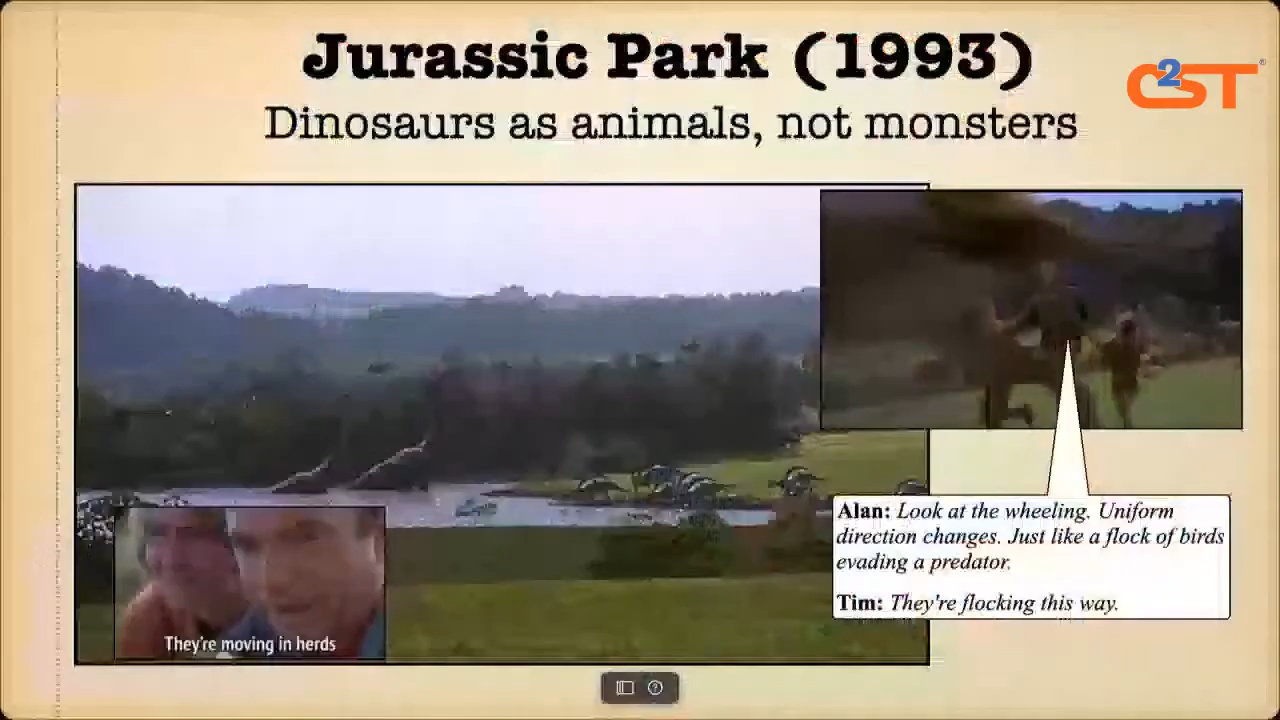 Jurassic Park (1993)
C2ST®
Dinosaurs as animals, not monsters
They're moving in herds
Alan: Look at the wheeling. Uniform
direction changes. Just like a flock of birds
evading a predator.
Tim: They're flocking this way.